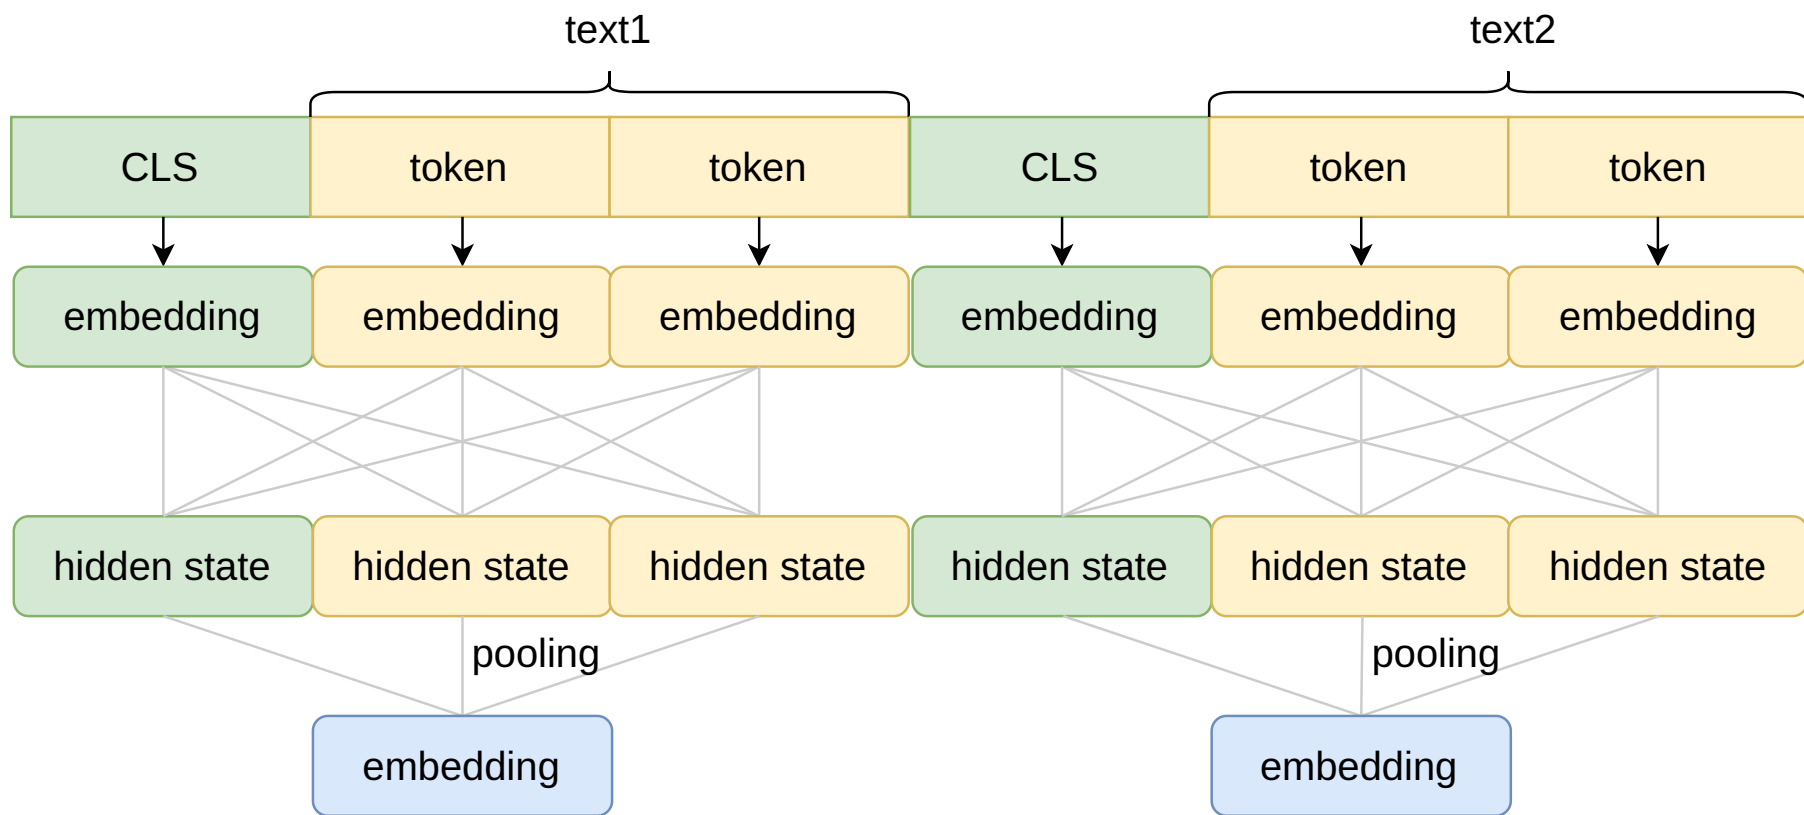 text1 text2
CLS token token CLS token token
embedding embedding embedding embedding embedding embedding
hidden state hidden state hidden state hidden state hidden state hidden state
pooling pooling
embedding embedding